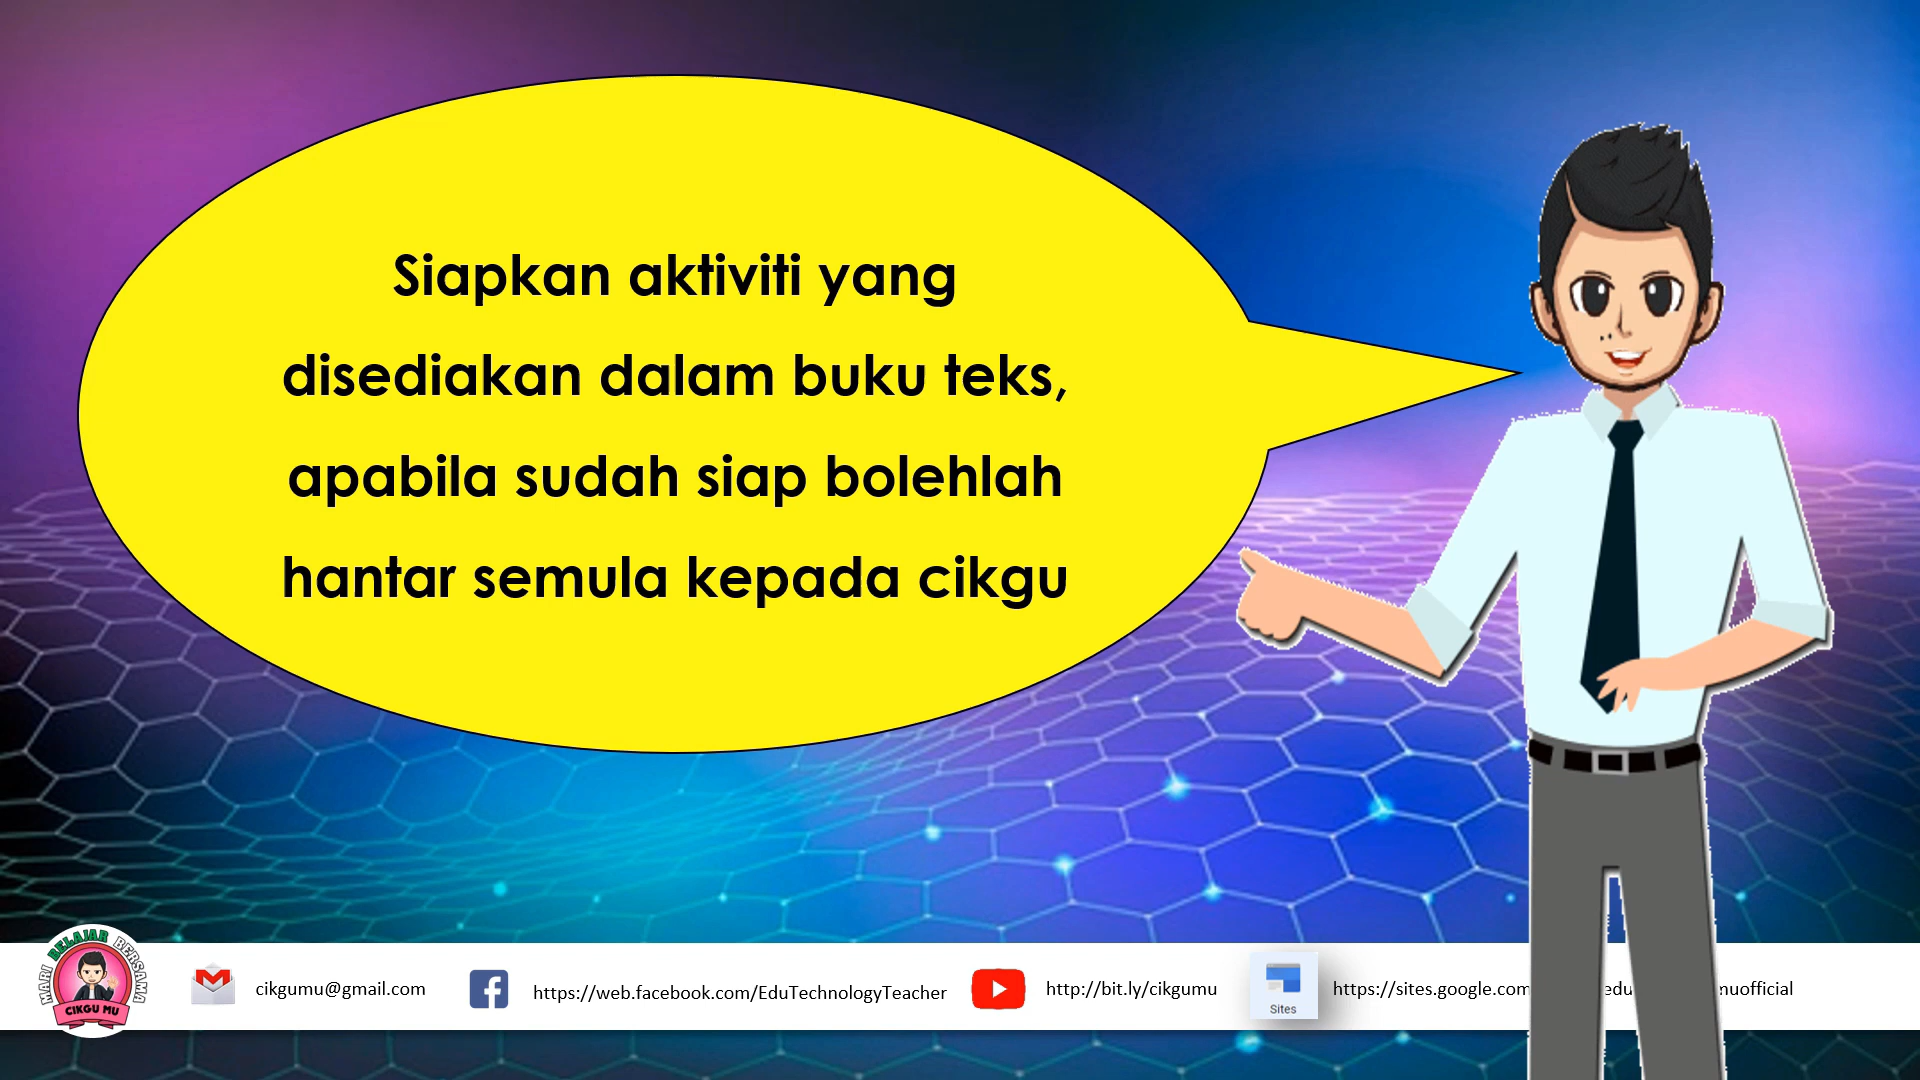 Siapkan aktiviti yang
disediakan dalam buku teks,
apabila sudah siap bolehlah
hantar semula kepada cikgu
MARI BELAJAR BERSAMA
CIKGU MU
cikgumu@gmail.com
https://web.facebook.com/EduTechnologyTeacher
http://bit.ly/cikgumu
Sites
https://sites.google.com